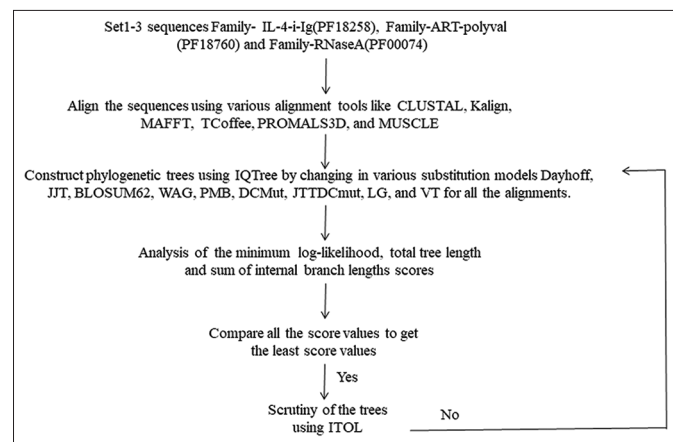 Set1-3 sequences Family- IL-4-i-Ig(PF18258), Family-ART-polyval
(PF18760) and Family-RNaseA(PF00074)
Align the sequences using various alignment tools like CLUSTAL, Kalign,
MAFFT, TCoffee, PROMALS3D, and MUSCLE
Construct phylogenetic trees using IQTree by changing in various substitution models Dayhoff,
JJT, BLOSUM62, WAG, PMB, DCMut, JTTDCmut, LG, and VT for all the alignments.
Analysis of the minimum log-likelihood, total tree length
and sum of internal branch lengths scores
Compare all the score values to get
the least score values
Yes
Scrutiny of the trees
using ITOL
No